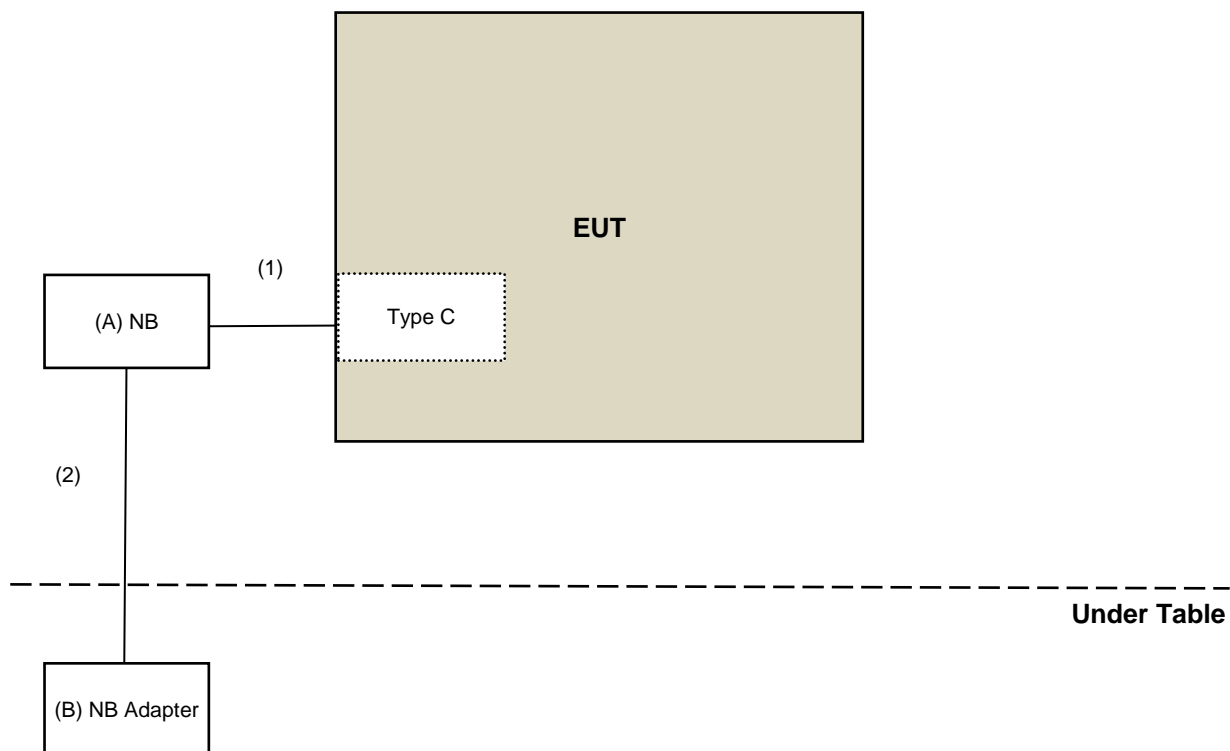 EUT
(1)
(A) NB
Type C
(2)
Under Table
(B) NB Adapter